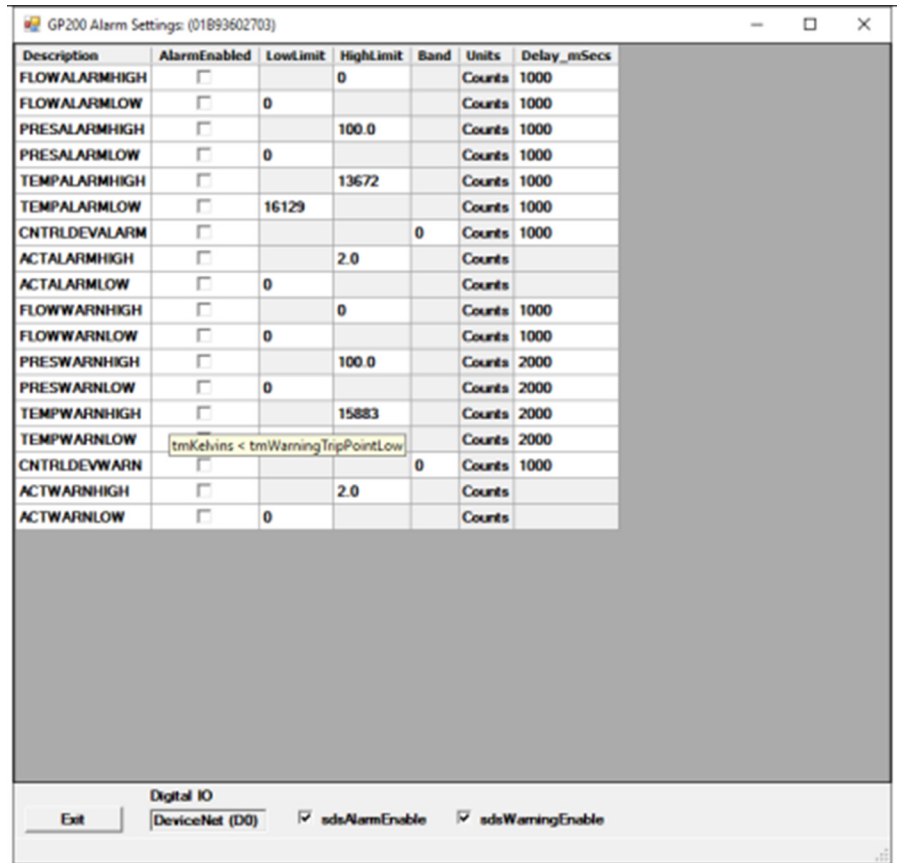 GP200 Alarm Settings: (01B93602703)
Description AlarmEnabled LowLimit HighLimit Band Units Delay_mSecs
FLOWALARMHIGH 0 Counts 1000
FLOWALARMLOW 0 Counts 1000
PRESALARMHIGH 100.0 Counts 1000
PRESALARMLOW 0 Counts 1000
TEMPALARMHIGH 13672 Counts 1000
TEMPALARMLOW 16129 Counts 1000
CNTRLDEVALARM 0 Counts 1000
ACTALARMHIGH 2.0 Counts
ACTALARMLOW 0 Counts
FLOWWARNHIGH 0 Counts 1000
FLOWWARNLOW 0 Counts 1000
PRESWARNHIGH 100.0 Counts 2000
PRESWARNLOW 0 Counts 2000
TEMPWARNHIGH 15883 Counts 2000
TEMPWARNLOW Counts 2000
tmKelvins < tmWarningTripPointLow
CNTRLDEVWARN 0 Counts 1000
ACTWARNHIGH 2.0 Counts
ACTWARNLOW 0 Counts
Digital IO
Exit DeviceNet (D0) sdsAlarmEnable sdsWarningEnable